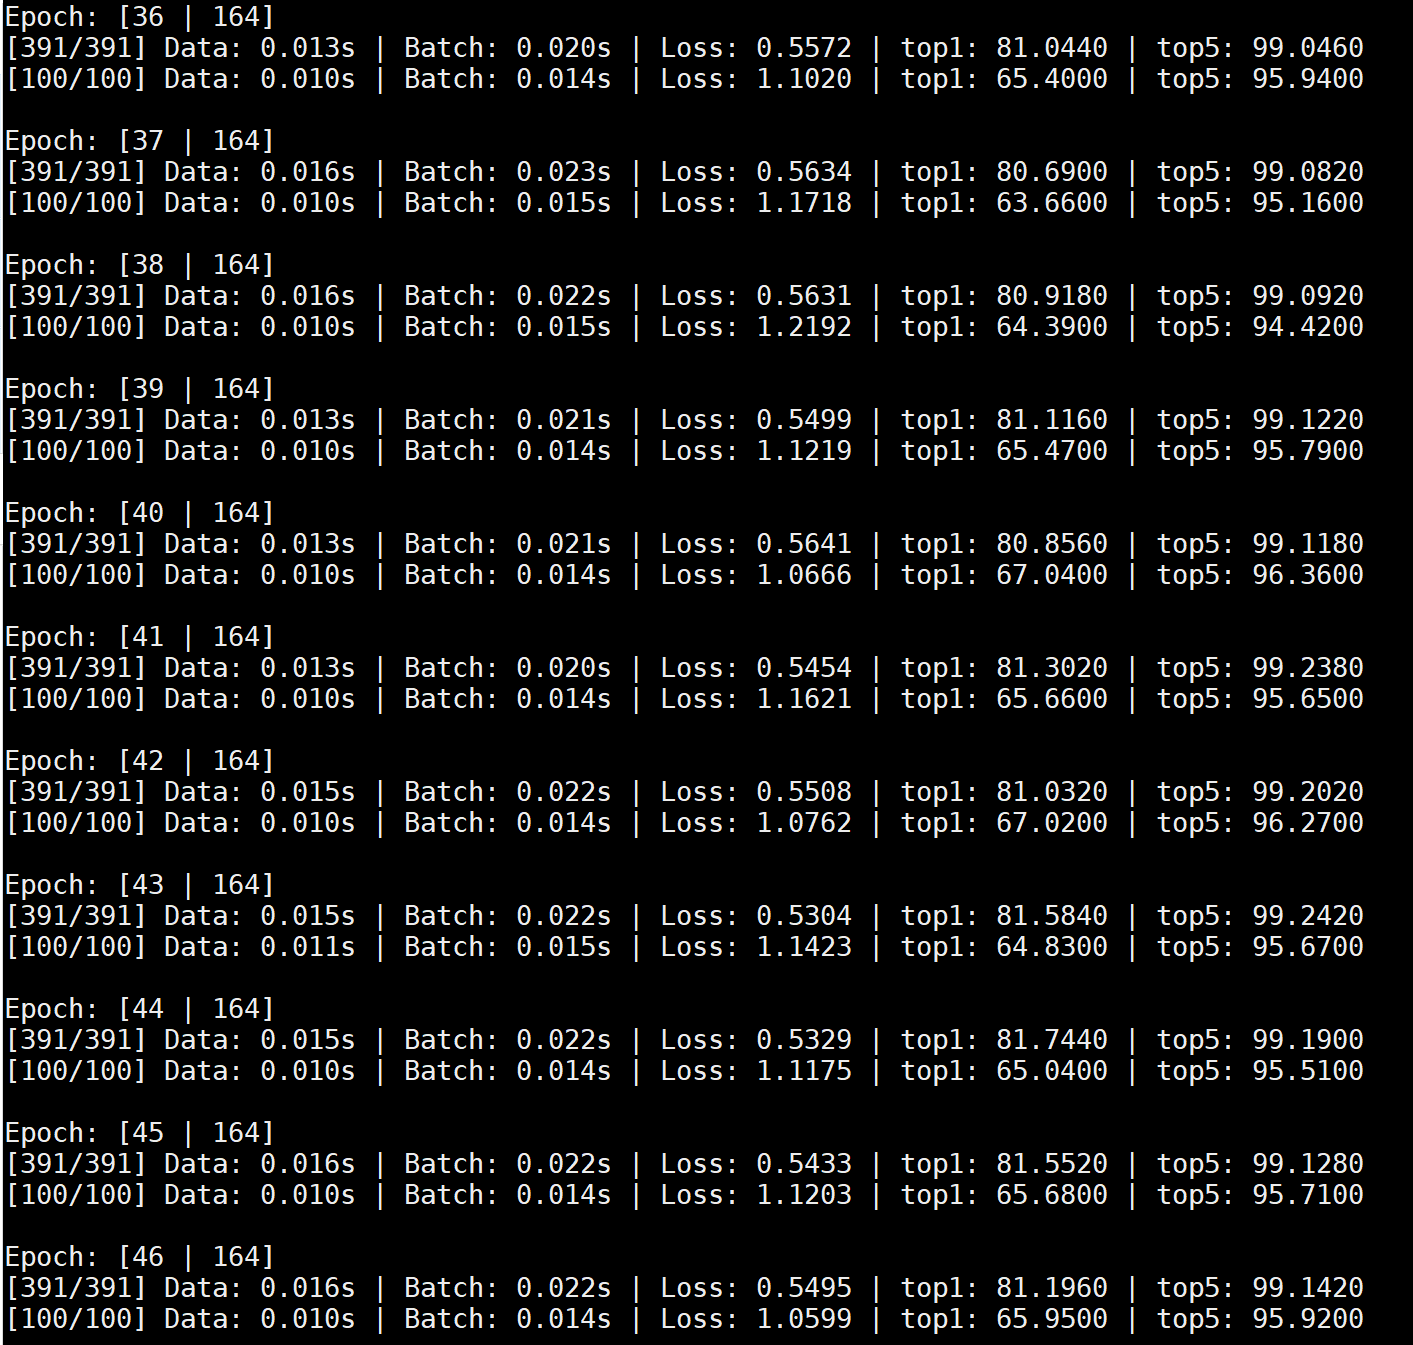 Epoch: [36 | 164]
[391/391] Data: 0.013s | Batch: 0.020s | Loss: 0.5572 | top1: 81.0440 | top5: 99.0460
[100/100] Data: 0.010s | Batch: 0.014s | Loss: 1.1020 | top1: 65.4000 | top5: 95.9400
Epoch: [37 | 164]
[391/391] Data: 0.016s | Batch: 0.023s | Loss: 0.5634 | top1: 80.6900 | top5: 99.0820
[100/100] Data: 0.010s | Batch: 0.015s | Loss: 1.1718 | top1: 63.6600 | top5: 95.1600
Epoch: [38 | 164]
[391/391] Data: 0.016s | Batch: 0.022s | Loss: 0.5631 | top1: 80.9180 | top5: 99.0920
[100/100] Data: 0.010s | Batch: 0.015s | Loss: 1.2192 | top1: 64.3900 | top5: 94.4200
Epoch: [39 | 164]
[391/391] Data: 0.013s | Batch: 0.021s | Loss: 0.5499 | top1: 81.1160 | top5: 99.1220
[100/100] Data: 0.010s | Batch: 0.014s | Loss: 1.1219 | top1: 65.4700 | top5: 95.7900
Epoch: [40 | 164]
[391/391] Data: 0.013s | Batch: 0.021s | Loss: 0.5641 | top1: 80.8560 | top5: 99.1180
[100/100] Data: 0.010s | Batch: 0.014s | Loss: 1.0666 | top1: 67.0400 | top5: 96.3600
Epoch: [41 | 164]
[391/391] Data: 0.013s | Batch: 0.020s | Loss: 0.5454 | top1: 81.3020 | top5: 99.2380
[100/100] Data: 0.010s | Batch: 0.014s | Loss: 1.1621 | top1: 65.6600 | top5: 95.6500
Epoch: [42 | 164]
[391/391] Data: 0.015s | Batch: 0.022s | Loss: 0.5508 | top1: 81.0320 | top5: 99.2020
[100/100] Data: 0.010s | Batch: 0.014s | Loss: 1.0762 | top1: 67.0200 | top5: 96.2700
Epoch: [43 | 164]
[391/391] Data: 0.015s | Batch: 0.022s | Loss: 0.5304 | top1: 81.5840 | top5: 99.2420
[100/100] Data: 0.011s | Batch: 0.015s | Loss: 1.1423 | top1: 64.8300 | top5: 95.6700
Epoch: [44 | 164]
[391/391] Data: 0.015s | Batch: 0.022s | Loss: 0.5329 | top1: 81.7440 | top5: 99.1900
[100/100] Data: 0.010s | Batch: 0.014s | Loss: 1.1175 | top1: 65.0400 | top5: 95.5100
Epoch: [45 | 164]
[391/391] Data: 0.016s | Batch: 0.022s | Loss: 0.5433 | top1: 81.5520 | top5: 99.1280
[100/100] Data: 0.010s | Batch: 0.014s | Loss: 1.1203 | top1: 65.6800 | top5: 95.7100
Epoch: [46 | 164]
[391/391] Data: 0.016s | Batch: 0.022s | Loss: 0.5495 | top1: 81.1960 | top5: 99.1420
[100/100] Data: 0.010s | Batch: 0.014s | Loss: 1.0599 | top1: 65.9500 | top5: 95.9200